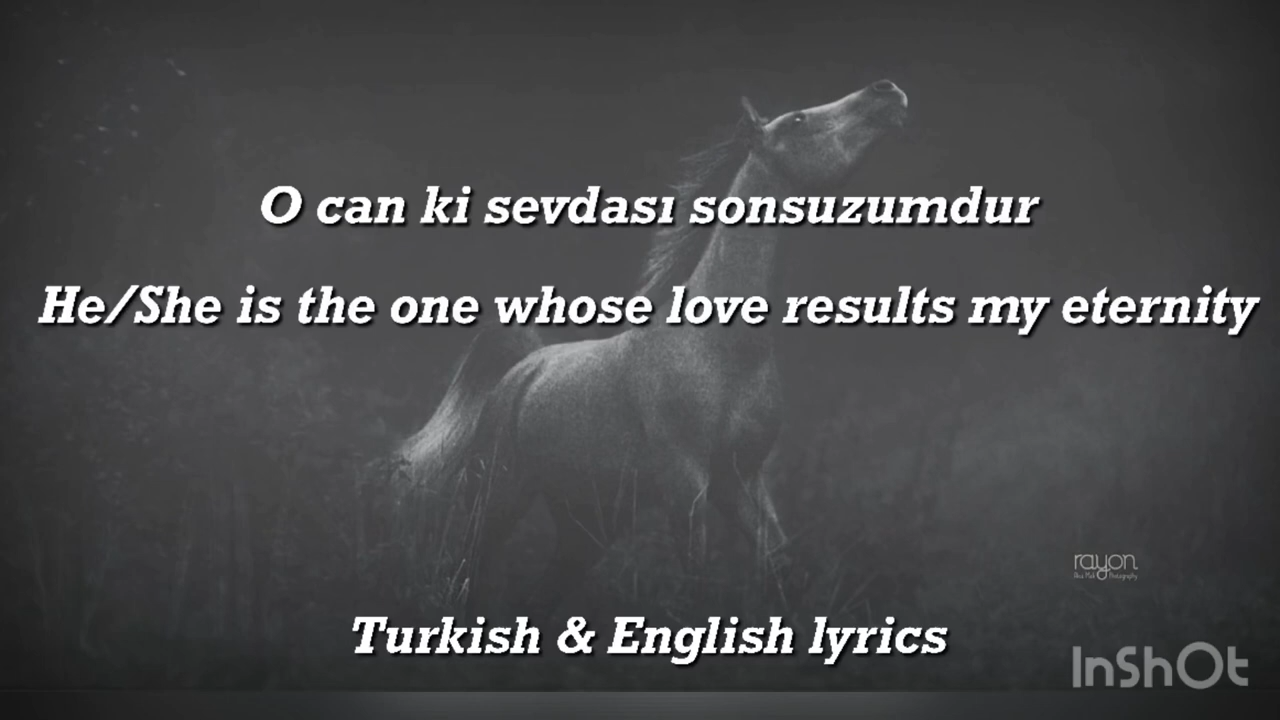 O can ki sevdası sonsuzumdur
He/She is the one whose love results my eternity
rayon
Turkish & English lyrics
InShOt